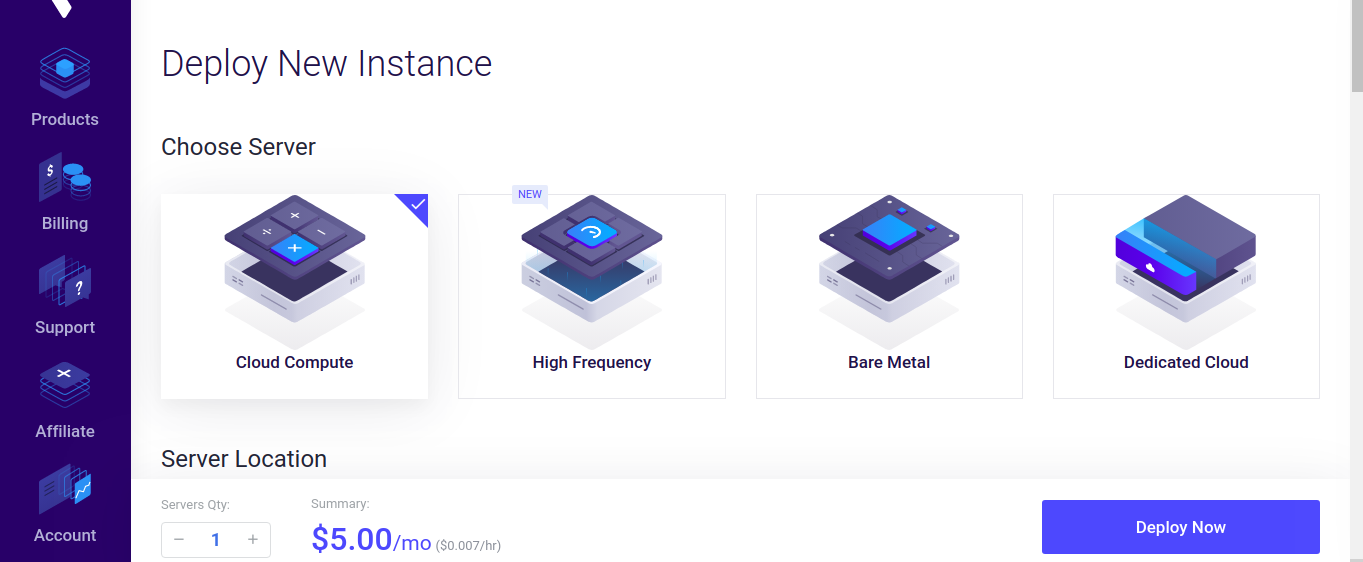 Deploy New Instance
Choose Server
NEW
Cloud Compute
High Frequency
Bare Metal
Dedicated Cloud
Server Location
Products
Billing
Support
Affiliate
Account
Servers Qty:
− 1 +
Summary:
$5.00/mo ($0.007/hr)
Deploy Now